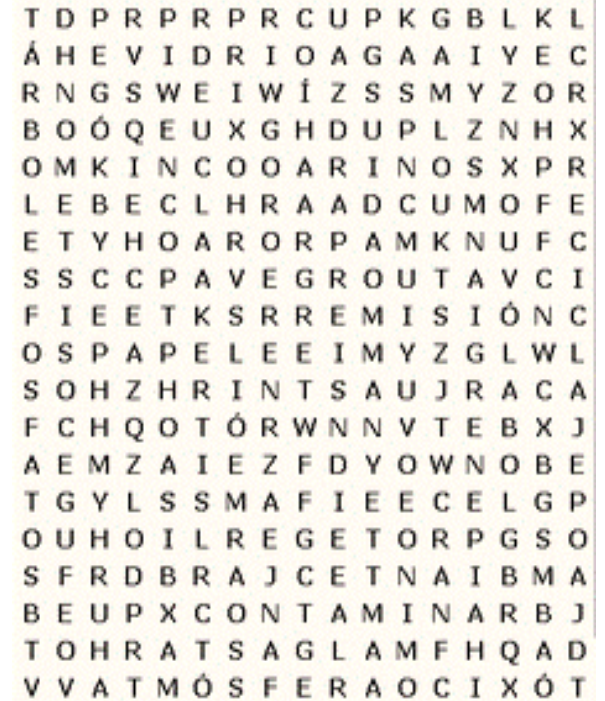 T D P R P R P R C U P K G B L K L
Á H E V I D R I O A G A A I Y E C
R N G S W E I W Í Z S S M Y Z O R
B O Ó Q E U X G H D U P L Z N H X
O M K I N C O O A R I N O S X P R
L E B E C L H R A A D C U M O F E
E T Y H O A R O R P A M K N U F C
S S C C P A V E G R O U T A V C I
F I E E T K S R R E M I S I Ó N C
O S P A P E L E E I M Y Z G L W L
S O H Z H R I N T S A U J R A C A
F C H Q O T Ó R W N N V T E B X J
A E M Z A I E Z F D Y O W N O B E
T G Y L S S M A F I E E C E L G P
O U H O I L R E G E T O R P G S O
S F R D B R A J C E T N A I B M A
B E U P X C O N T A M I N A R B J
T O H R A T S A G L A M F H Q A D
V V A T M Ó S F E R A O C I X Ó T